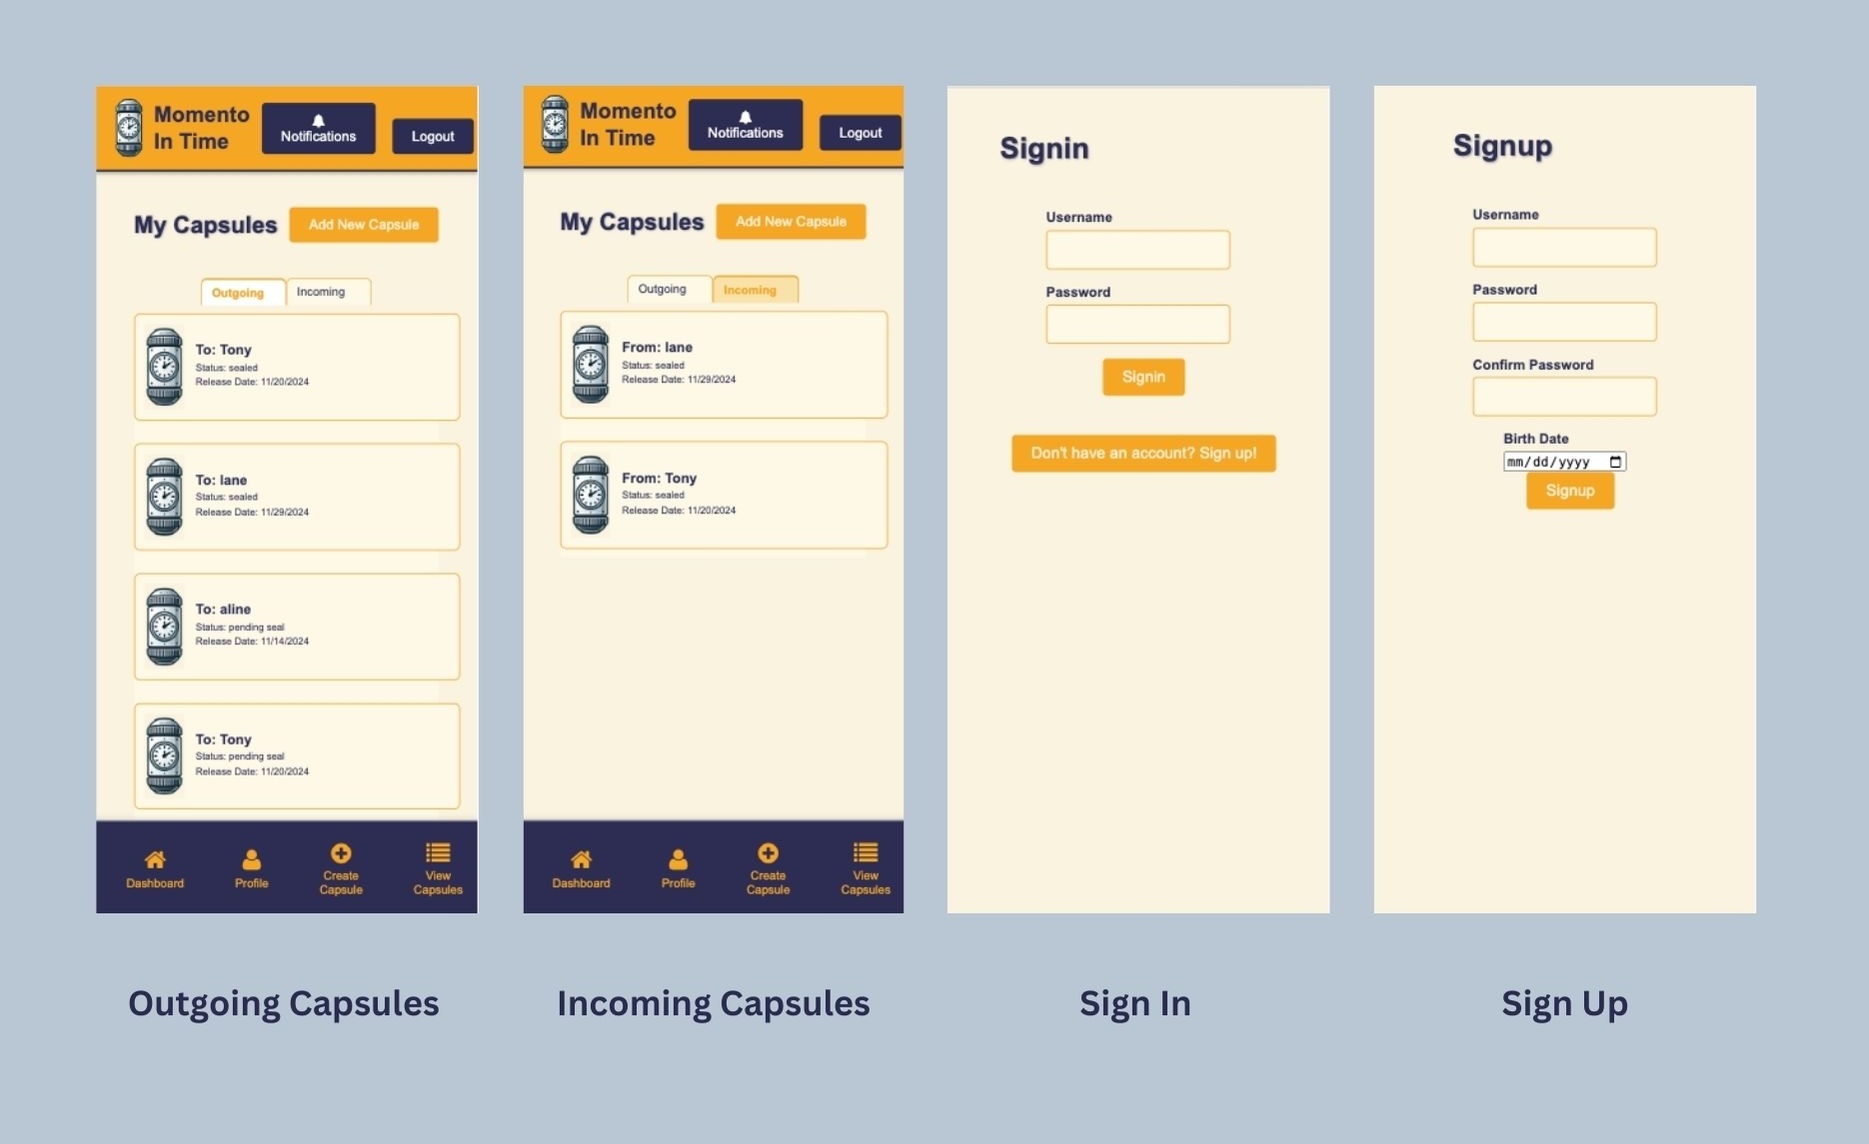 Momento
In Time
Notifications
Logout
My Capsules
Add New Capsule
Outgoing
Incoming
To: Tony
Status: sealed
Release Date: 11/20/2024
To: lane
Status: sealed
Release Date: 11/29/2024
To: aline
Status: pending seal
Release Date: 11/14/2024
To: Tony
Status: pending seal
Release Date: 11/20/2024
Dashboard
Profile
Create
Capsule
View
Capsules
Outgoing Capsules
Momento
In Time
Notifications
Logout
My Capsules
Add New Capsule
Outgoing
Incoming
From: lane
Status: sealed
Release Date: 11/29/2024
From: Tony
Status: sealed
Release Date: 11/20/2024
Dashboard
Profile
Create
Capsule
View
Capsules
Incoming Capsules
Signin
Username
Password
Signin
Don't have an account? Sign up!
Sign In
Signup
Username
Password
Confirm Password
Birth Date
mm/dd/yyyy
Signup
Sign Up